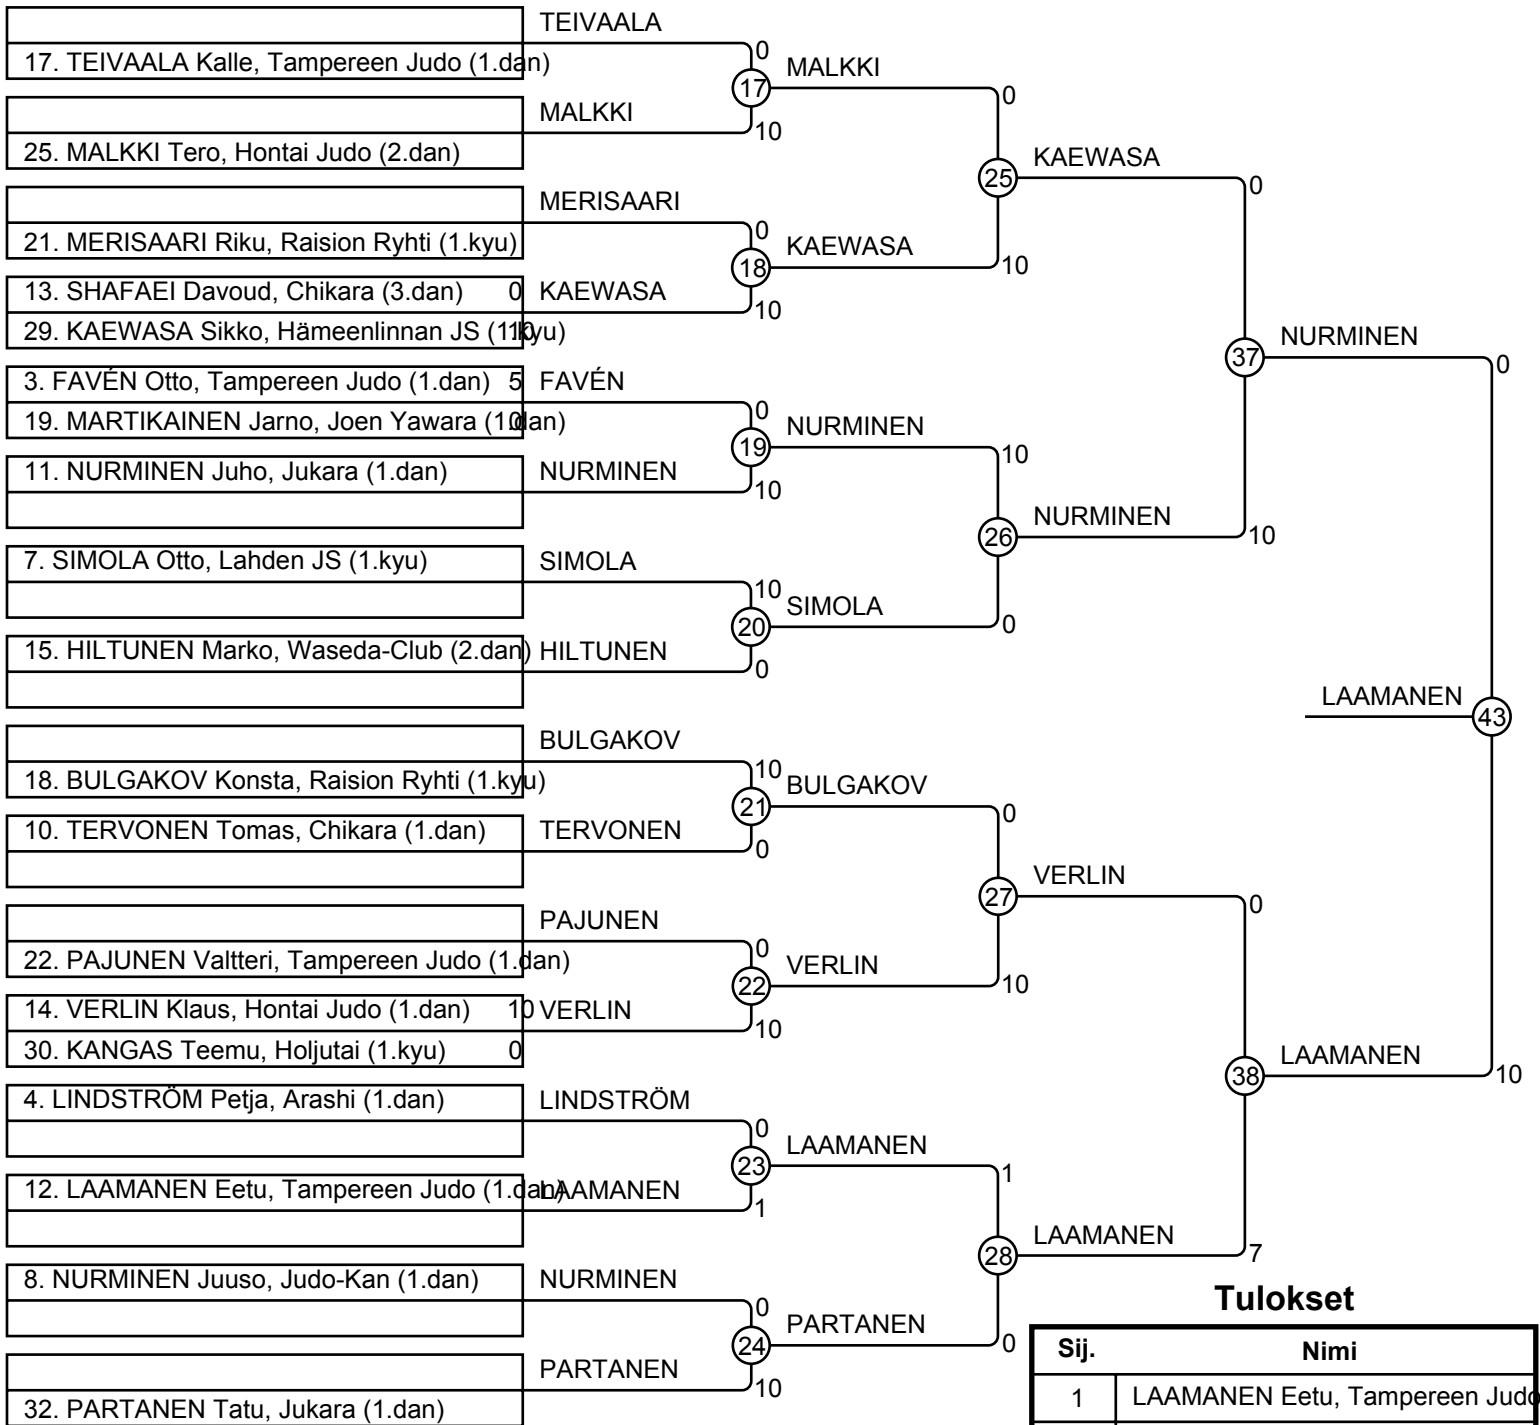 TEIVAALA
17. TEIVAALA Kalle, Tampereen Judo (1.dan)
0
17
MALKKI
0
MALKKI
10
25. MALKKI Tero, Hontai Judo (2.dan)
25
KAEWASA
0
MERISAARI
21. MERISAARI Riku, Raision Ryhti (1.kyu)
0
18
KAEWASA
10
13. SHAFAEI Davoud, Chikara (3.dan) 0
KAEWASA
10
29. KAEWASA Sikko, Hämeenlinnan JS (1.kyu) 10
37
NURMINEN
0
3. FAVÉN Otto, Tampereen Judo (1.dan) 5
FAVÉN
19. MARTIKAINEN Jarno, Joen Yawara (1.dan) 0
0
19
NURMINEN
10
11. NURMINEN Juho, Jukara (1.dan)
NURMINEN
10
26
NURMINEN
10
7. SIMOLA Otto, Lahden JS (1.kyu)
SIMOLA
10
20
SIMOLA
0
15. HILTUNEN Marko, Waseda-Club (2.dan)
HILTUNEN
0
LAAMANEN
43
BULGAKOV
18. BULGAKOV Konsta, Raision Ryhti (1.kyu)
10
21
BULGAKOV
0
10. TERVONEN Tomas, Chikara (1.dan)
TERVONEN
0
27
VERLIN
0
PAJUNEN
22. PAJUNEN Valtteri, Tampereen Judo (1.dan)
0
22
VERLIN
10
14. VERLIN Klaus, Hontai Judo (1.dan) 10
VERLIN
10
30. KANGAS Teemu, Holjutai (1.kyu) 0
38
LAAMANEN
10
4. LINDSTRÖM Petja, Arashi (1.dan)
LINDSTRÖM
0
23
LAAMANEN
1
12. LAAMANEN Eetu, Tampereen Judo (1.dan)
LAAMANEN
1
28
LAAMANEN
7
8. NURMINEN Juuso, Judo-Kan (1.dan)
NURMINEN
0
24
PARTANEN
0
PARTANEN
10
32. PARTANEN Tatu, Jukara (1.dan)
Tulokset
Sij. Nimi
1 LAAMANEN Eetu, Tampereen Judo